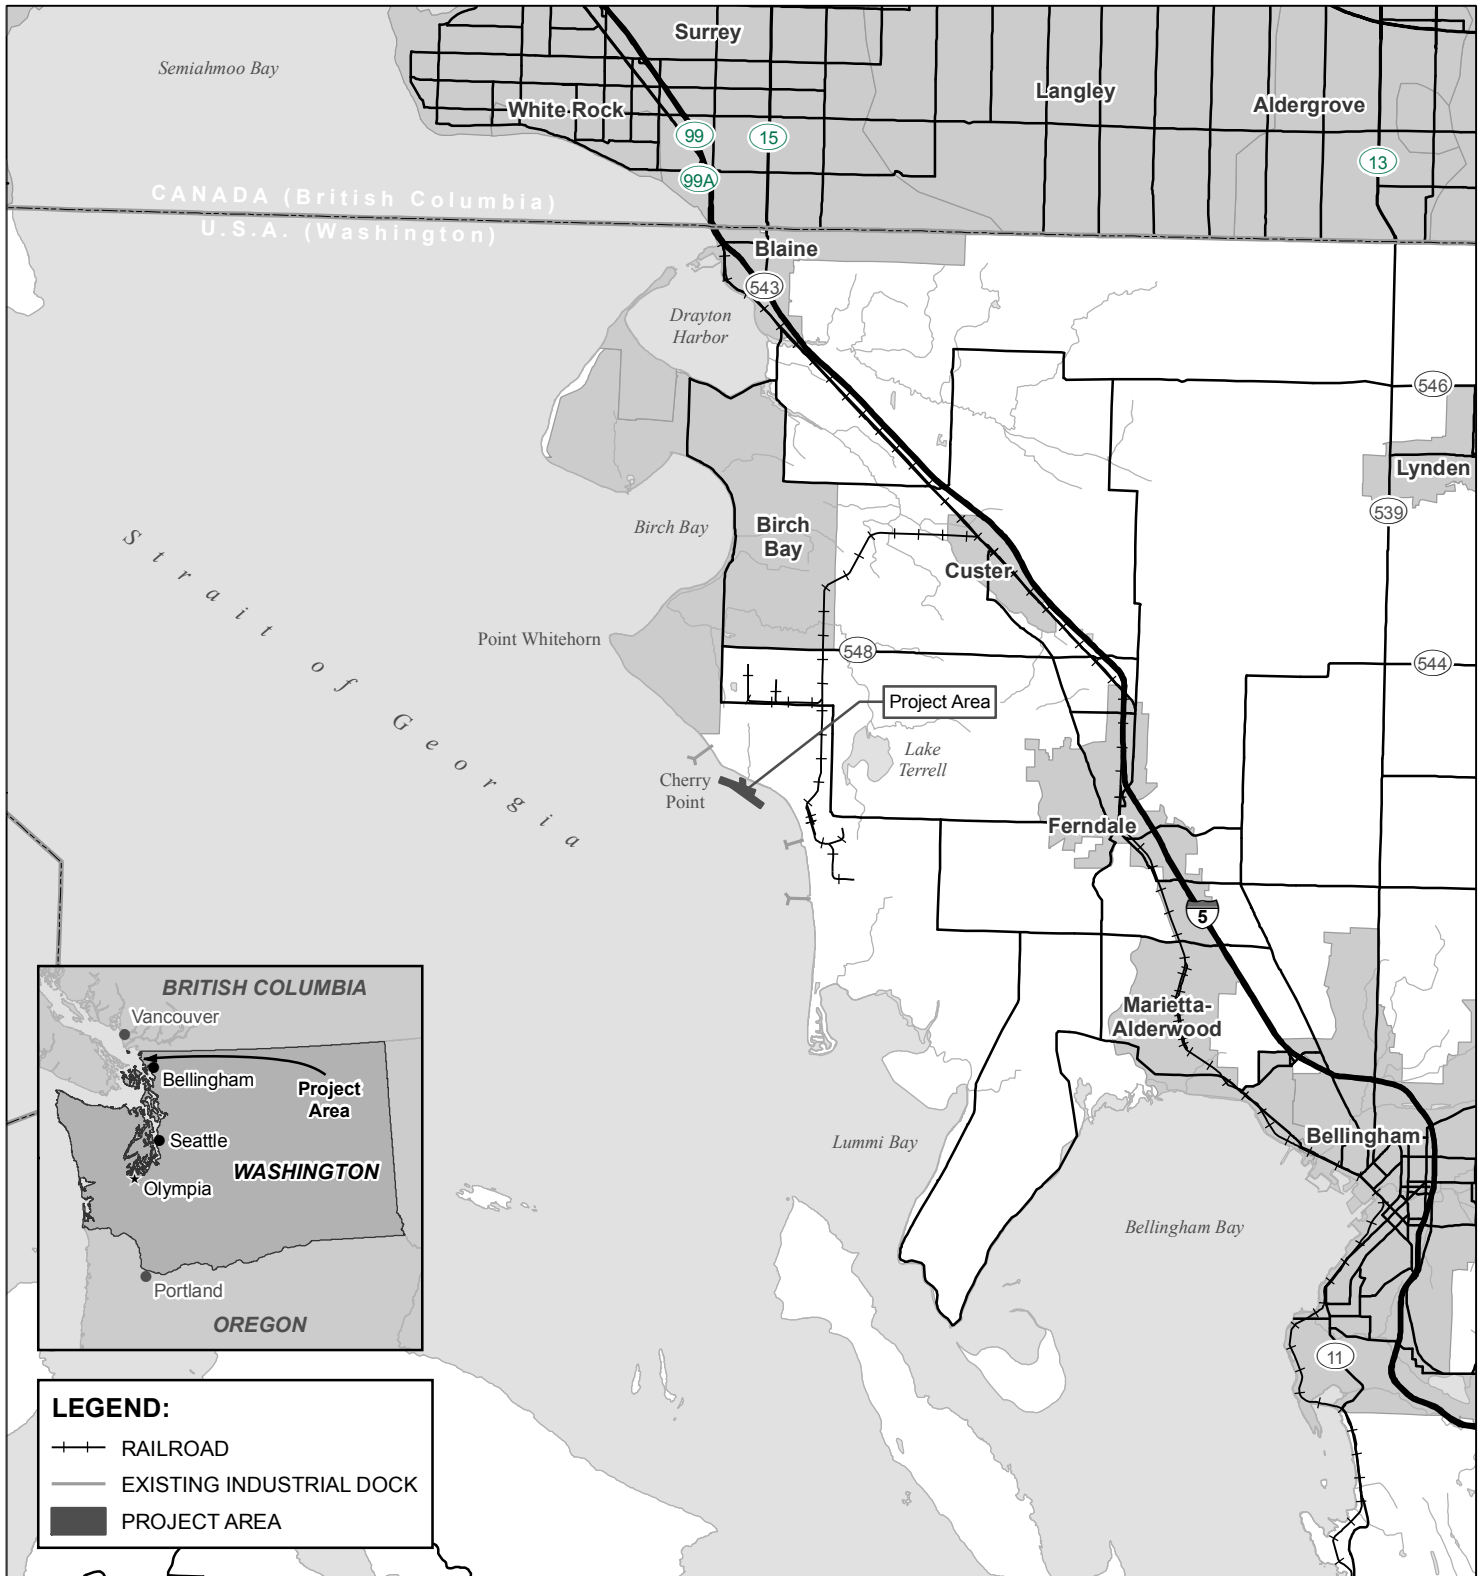 Surrey
Semiahmoo Bay
Langley
Aldergrove
White Rock
99
15
13
99A
CANADA (British Columbia)
U.S.A. (Washington)
Blaine
543
Drayton
Harbor
546
Lynden
539
Birch Bay
Birch
Bay
Custer
Strait of Georgia
Point Whitehorn
548
544
Project Area
Lake
Terrell
Cherry
Point
Ferndale
5
Marietta-
Alderwood
Bellingham
Lummi Bay
Bellingham Bay
11
BRITISH COLUMBIA
Vancouver
Bellingham
Project
Area
Seattle
WASHINGTON
Olympia
Portland
OREGON
LEGEND:
RAILROAD
EXISTING INDUSTRIAL DOCK
PROJECT AREA